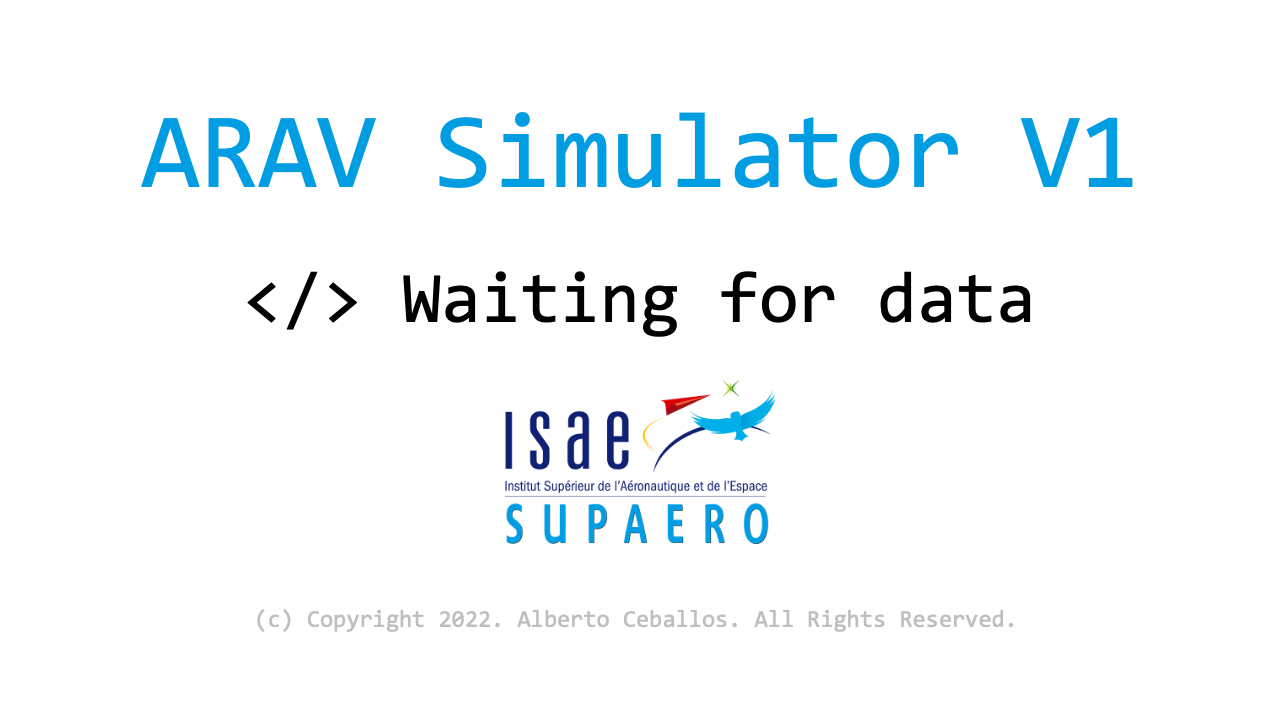 ARAV Simulator V1
</> Waiting for data
ISae
Institut Supérieur de l'Aéronautique et de l'Espace
SUPAERO
(c) Copyright 2022. Alberto Ceballos. All Rights Reserved.